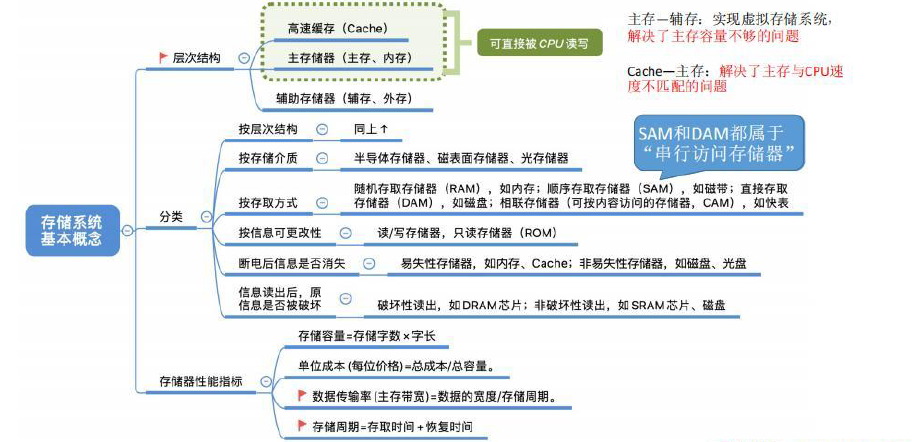 高速缓存（Cache）
主存储器（主存、内存）
可直接被 CPU 读写
主存—辅存：实现虚拟存储系统，
解决了主存容量不够的问题
Cache—主存：解决了主存与CPU速
度不匹配的问题
层次结构
辅助存储器（辅存、外存）
SAM和DAM都属于
“串行访问存储器”
按层次结构
同上↑
按存储介质
半导体存储器、磁表面存储器、光存储器
按存取方式
随机存取存储器（RAM），如内存；顺序存取存储器（SAM），如磁带；直接存取
存储器（DAM），如磁盘；相联存储器（可按内容访问的存储器，CAM），如快表
分类
存储系统
基本概念
按信息可更改性
读/写存储器，只读存储器（ROM）
断电后信息是否消失
易失性存储器，如内存、Cache；非易失性存储器，如磁盘、光盘
信息读出后，原
信息是否被破坏
破坏性读出，如DRAM芯片；非破坏性读出，如 SRAM芯片、磁盘
存储器性能指标
存储容量=存储字数×字长
单位成本 (每位价格)=总成本/总容量。
数据传输率(主存带宽)=数据的宽度/存储周期。
存储周期=存取时间+恢复时间